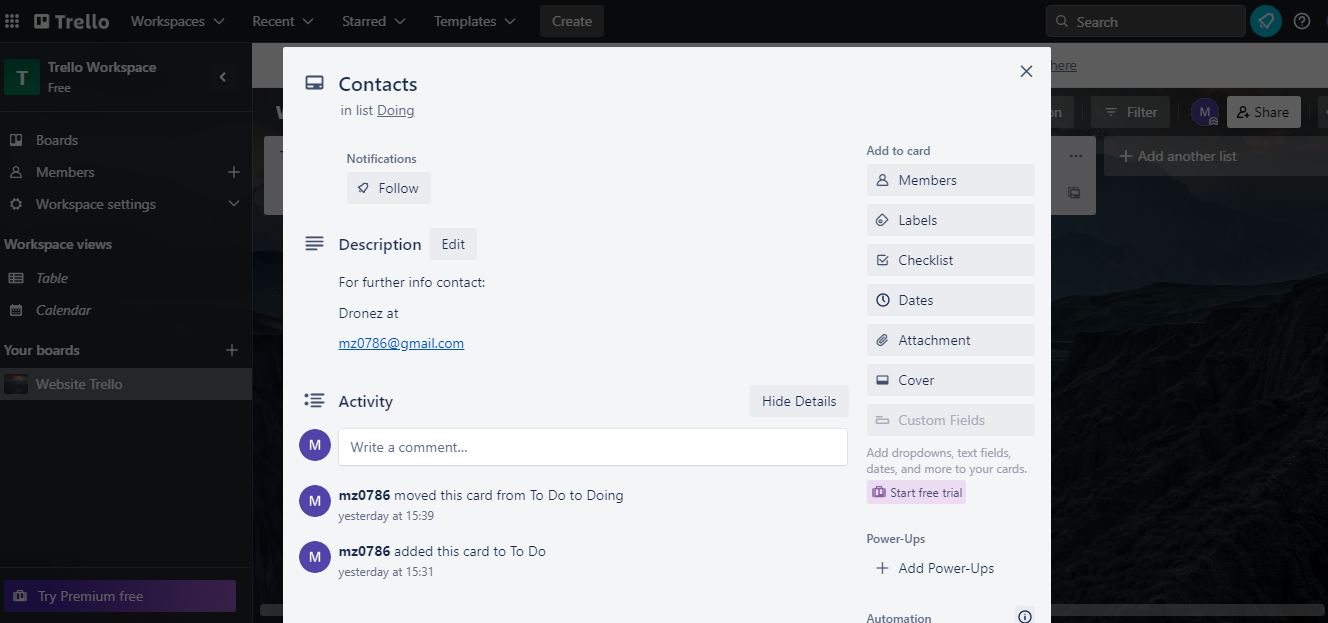 Trello
Workspaces
Recent
Starred
Templates
Create
Search
T
Trello Workspace
Free
Boards
Members
Workspace settings
Workspace views
Table
Calendar
Your boards
Website Trello
Try Premium free
here
Filter
M
Share
Add another list
Contacts
in list Doing
Notifications
Follow
Description
Edit
For further info contact:
Dronez at
mz0786@gmail.com
Activity
Hide Details
M
Write a comment...
M
mz0786 moved this card from To Do to Doing
yesterday at 15:39
M
mz0786 added this card to To Do
yesterday at 15:31
Add to card
Members
Labels
Checklist
Dates
Attachment
Cover
Custom Fields
Add dropdowns, text fields,
dates, and more to your cards.
Start free trial
Power-Ups
Add Power-Ups
Automation